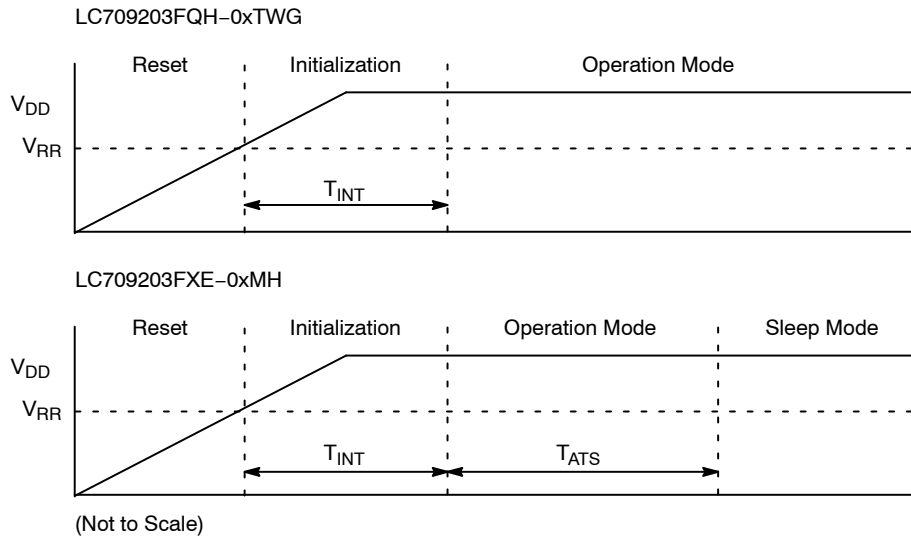 LC709203FQH−0xTWG
Reset Initialization Operation Mode
VDD
VRR
TINT
LC709203FXE−0xMH
Reset Initialization Operation Mode Sleep Mode
VDD
VRR
TINT TATS
(Not to Scale)